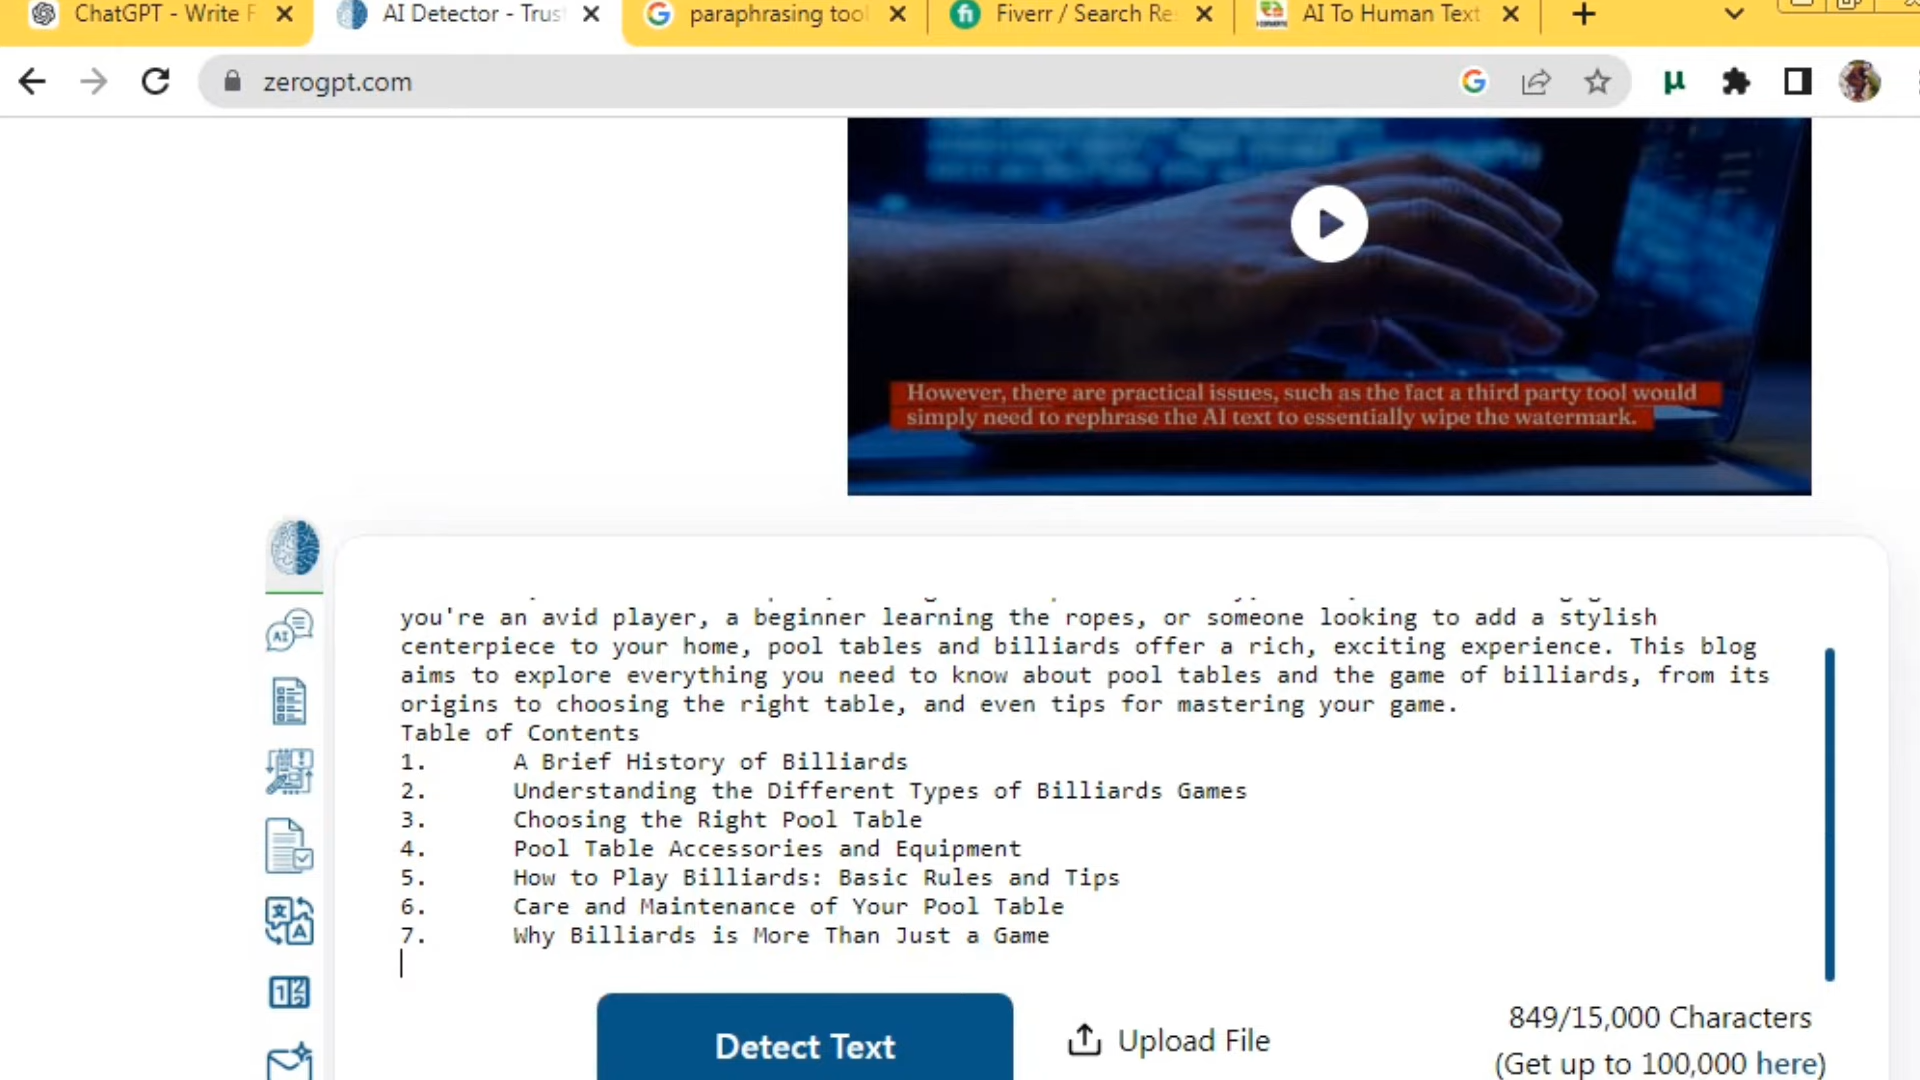 ChatGPT - Write F
AI Detector - Trus
paraphrasing tool
Fiverr / Search Re
AI To Human Text
zerogpt.com
However, there are practical issues, such as the fact a third party tool would
simply need to rephrase the AI text to essentially wipe the watermark.
you're an avid player, a beginner learning the ropes, or someone looking to add a stylish
centerpiece to your home, pool tables and billiards offer a rich, exciting experience. This blog
aims to explore everything you need to know about pool tables and the game of billiards, from its
origins to choosing the right table, and even tips for mastering your game.
Table of Contents
1. A Brief History of Billiards
2. Understanding the Different Types of Billiards Games
3. Choosing the Right Pool Table
4. Pool Table Accessories and Equipment
5. How to Play Billiards: Basic Rules and Tips
6. Care and Maintenance of Your Pool Table
7. Why Billiards is More Than Just a Game
Detect Text
Upload File
849/15,000 Characters
(Get up to 100,000 here)